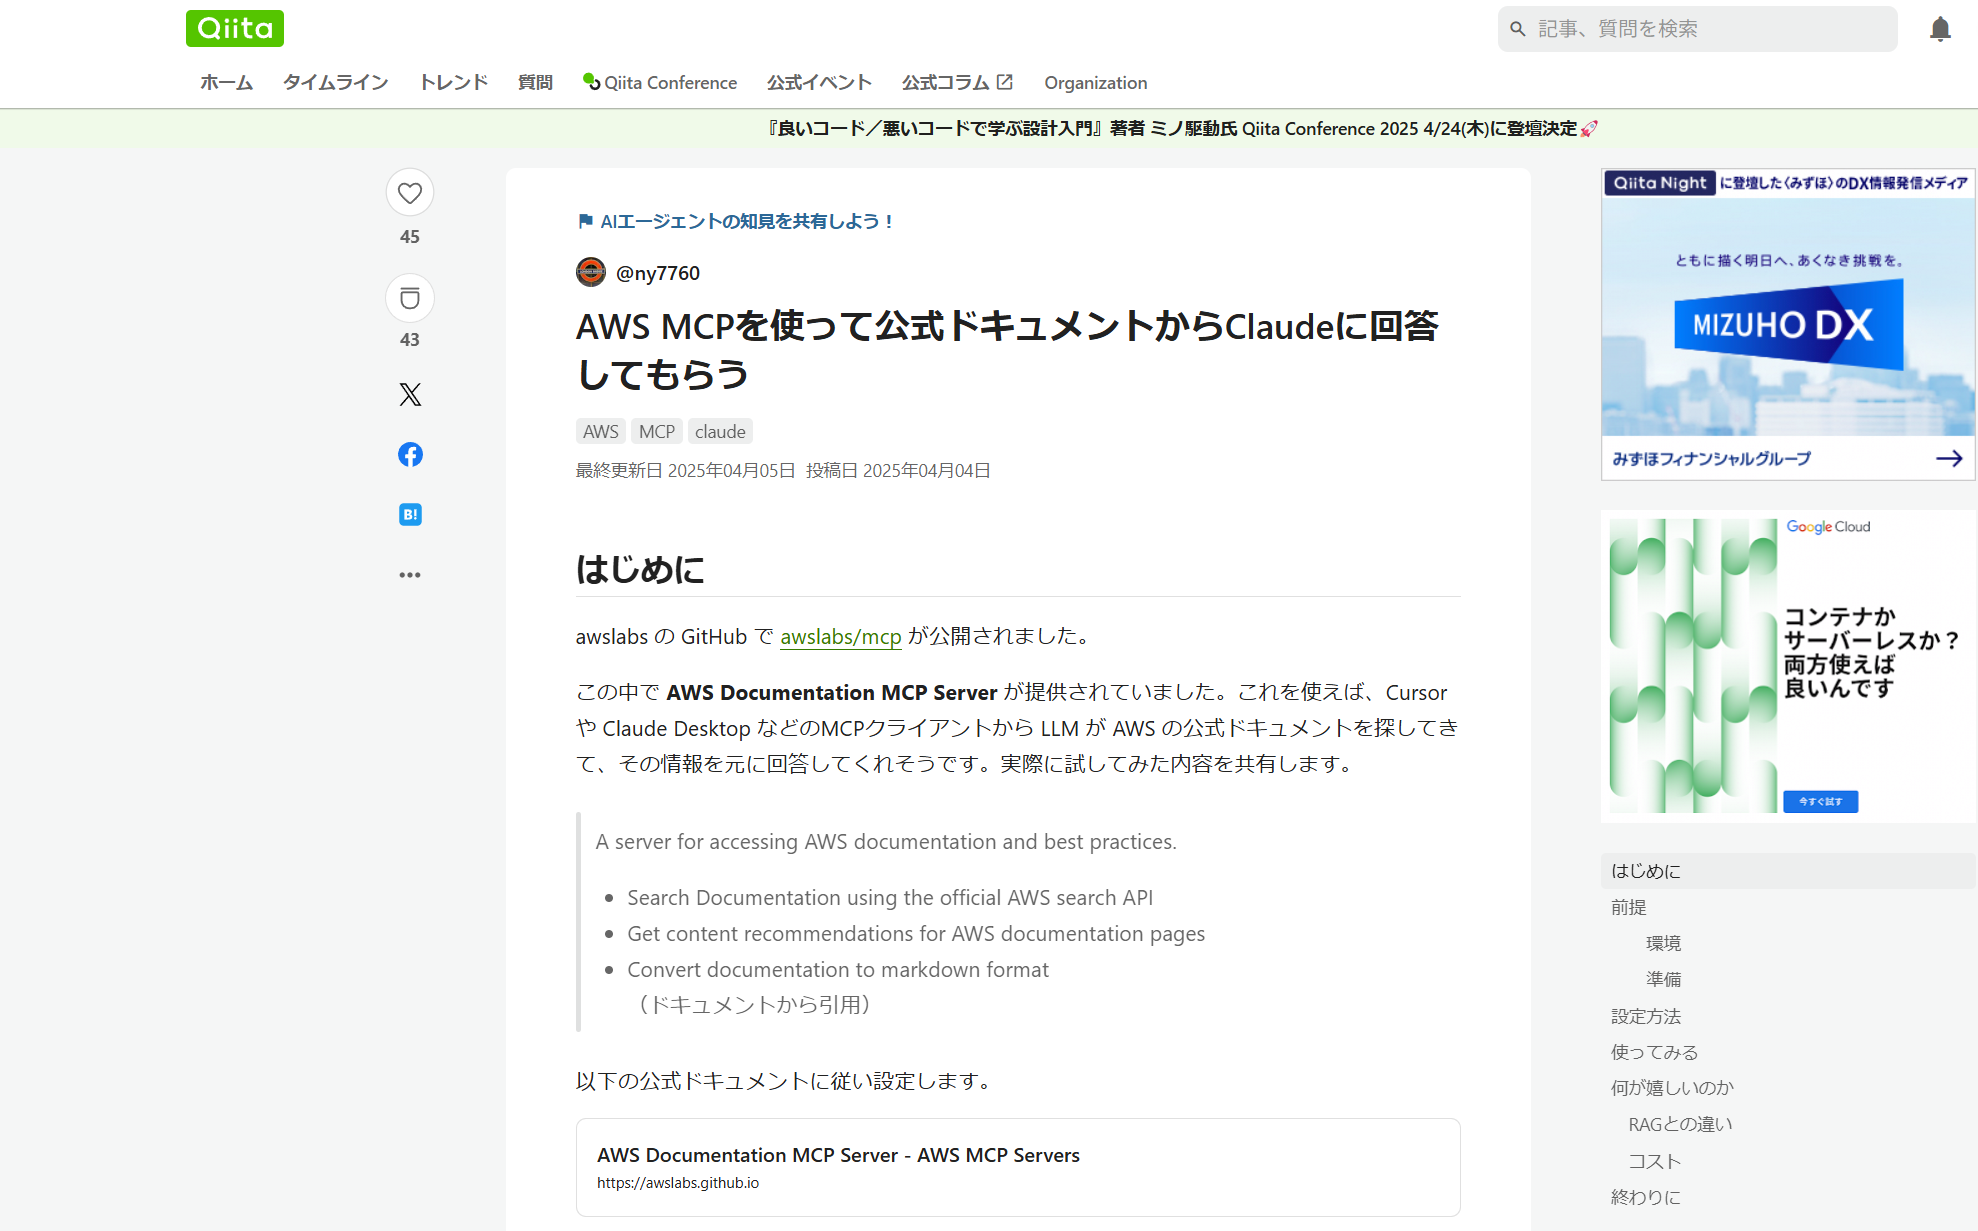 Qiita
記事、質問を検索
ホーム タイムライン トレンド 質問 Qiita Conference 公式イベント 公式コラム Organization
『良いコード／悪いコードで学ぶ設計入門』著者 ミノ駆動氏 Qiita Conference 2025 4/24(木)に登壇決定🚀
45
43
B!
AIエージェントの知見を共有しよう！
@ny7760
AWS MCPを使って公式ドキュメントからClaudeに回答
してもらう
AWS MCP claude
最終更新日 2025年04月05日 投稿日 2025年04月04日
はじめに
awslabs の GitHub で awslabs/mcp が公開されました。
この中で AWS Documentation MCP Server が提供されていました。これを使えば、Cursor
や Claude Desktop などのMCPクライアントから LLM が AWS の公式ドキュメントを探してき
て、その情報を元に回答してくれそうです。実際に試してみた内容を共有します。
A server for accessing AWS documentation and best practices.
• Search Documentation using the official AWS search API
• Get content recommendations for AWS documentation pages
• Convert documentation to markdown format
（ドキュメントから引用）
以下の公式ドキュメントに従い設定します。
AWS Documentation MCP Server - AWS MCP Servers
https://awslabs.github.io
Qiita Night に登壇した〈みずほ〉のDX情報発信メディア
ともに描く明日へ、あくなき挑戦を。
MIZUHO DX
みずほフィナンシャルグループ
Google Cloud
コンテナか
サーバーレスか？
両方使えば
良いんです
今すぐ試す
はじめに
前提
環境
準備
設定方法
使ってみる
何が嬉しいのか
RAGとの違い
コスト
終わりに